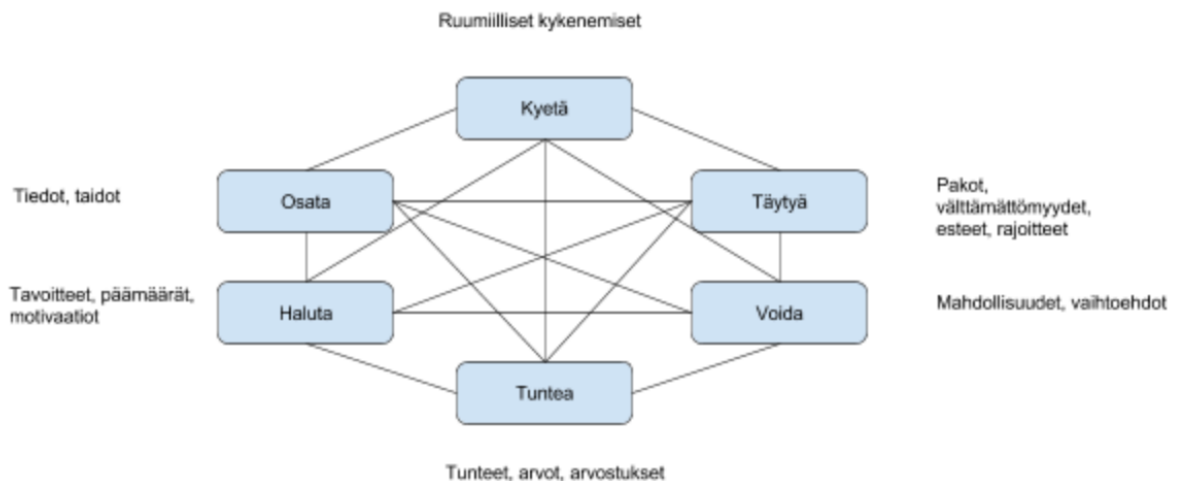 Ruumiilliset kykenemiset
Kyetä
Tiedot, taidot
Osata
Täytyä
Pakot,
välttämättömyydet,
esteet, rajoitteet
Tavoitteet, päämäärät,
motivaatiot
Haluta
Voida
Mahdollisuudet, vaihtoehdot
Tuntea
Tunteet, arvot, arvostukset